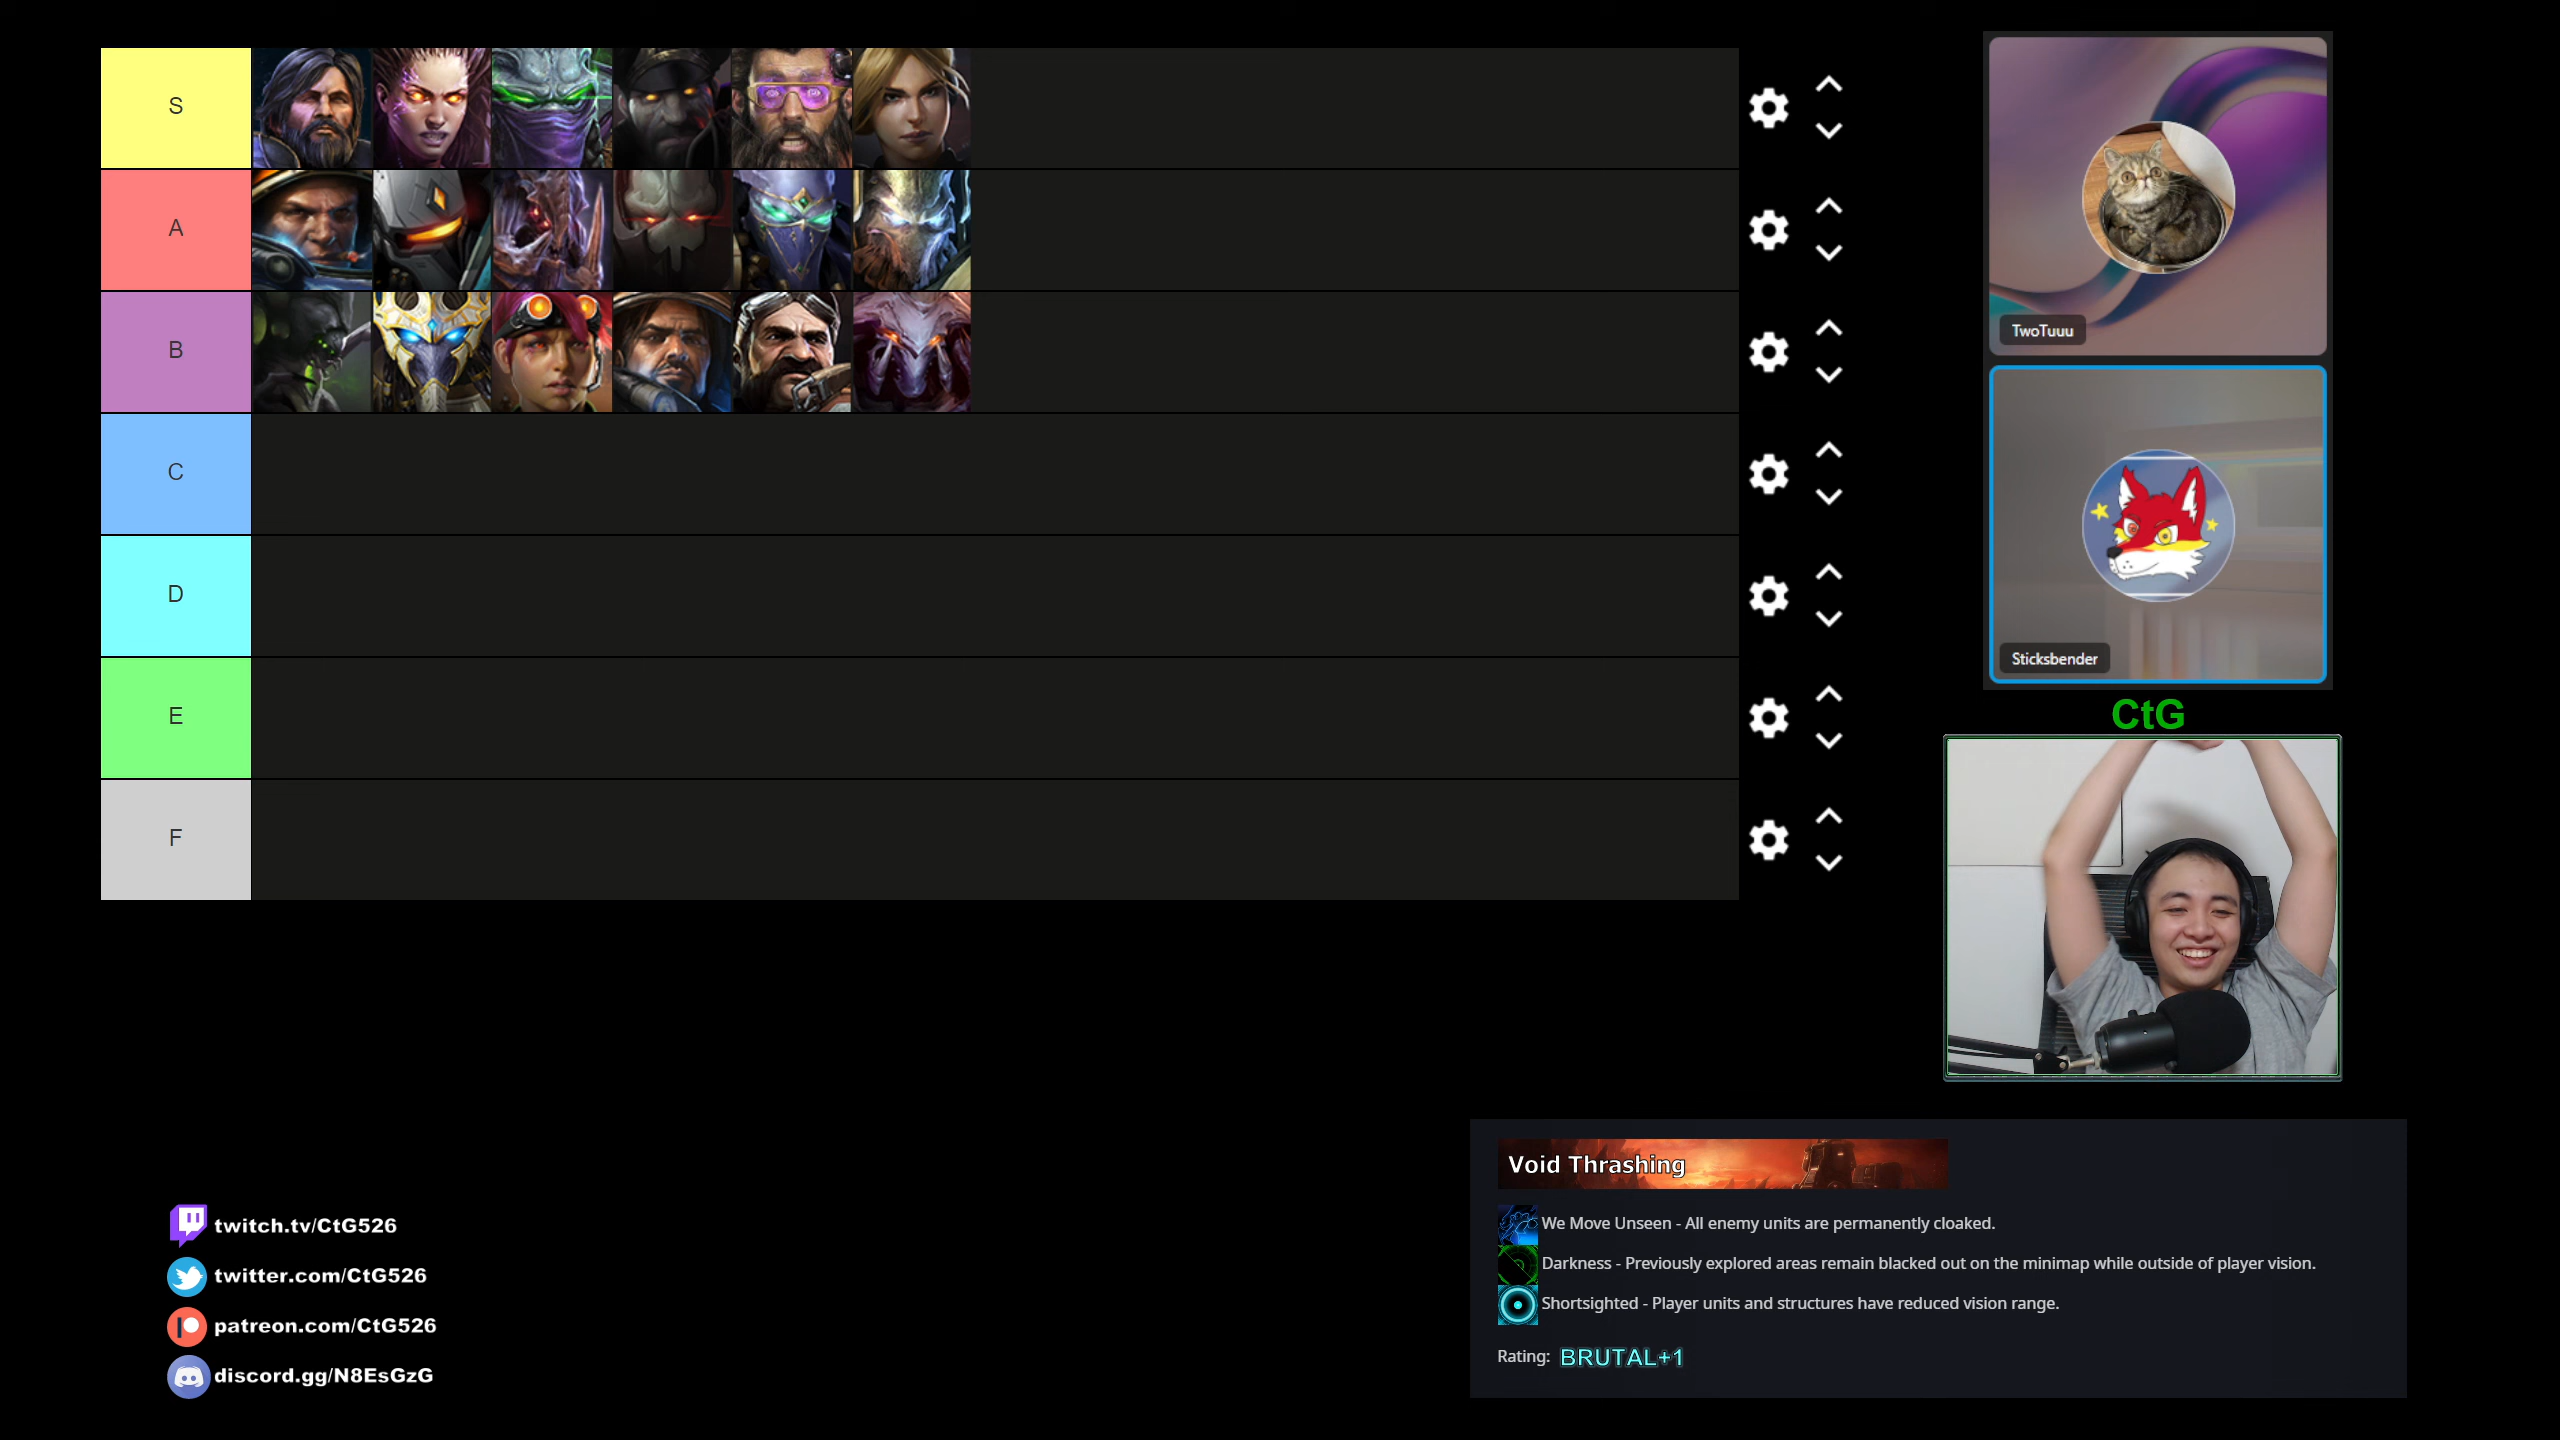 S
A
B
C
D
E
F
TwoTuuu
Sticksbender
CtG
twitch.tv/CtG526
twitter.com/CtG526
patreon.com/CtG526
discord.gg/N8EsGzG
Void Thrashing
We Move Unseen - All enemy units are permanently cloaked.
Darkness - Previously explored areas remain blacked out on the minimap while outside of player vision.
Shortsighted - Player units and structures have reduced vision range.
Rating: BRUTAL+1